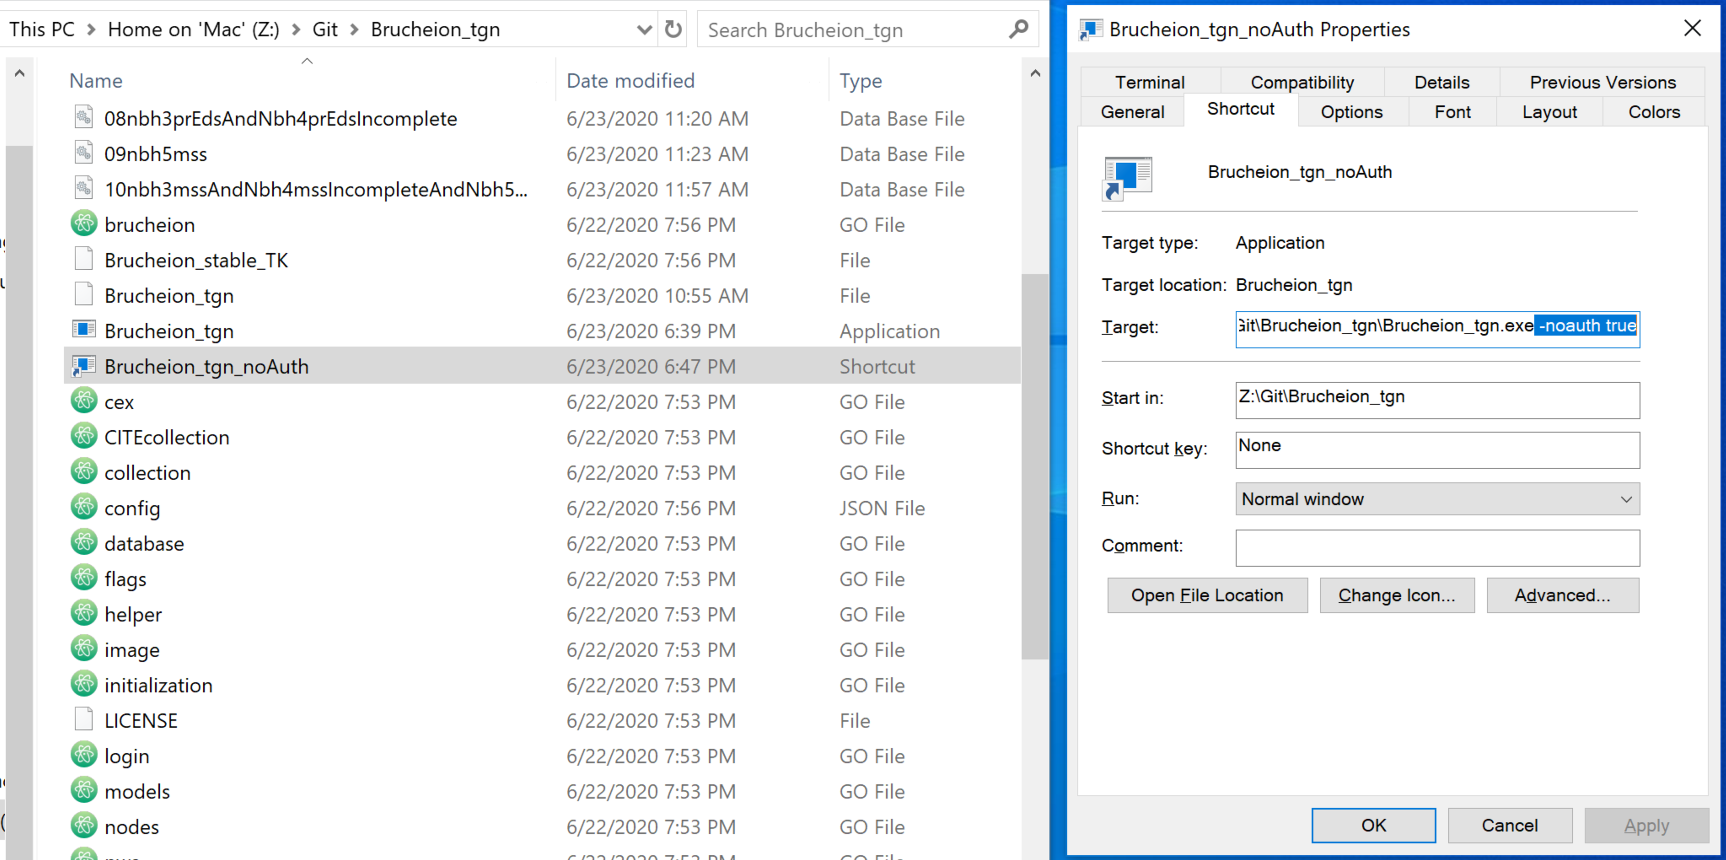 This PC > Home on 'Mac' (Z:) > Git > Brucheion_tgn
Search Brucheion_tgn
Name Date modified Type
08nbh3prEdsAndNbh4prEdsIncomplete 6/23/2020 11:20 AM Data Base File
09nbh5mss 6/23/2020 11:23 AM Data Base File
10nbh3mssAndNbh4mssIncompleteAndNbh5... 6/23/2020 11:57 AM Data Base File
brucheion 6/22/2020 7:56 PM GO File
Brucheion_stable_TK 6/22/2020 7:56 PM File
Brucheion_tgn 6/23/2020 10:55 AM File
Brucheion_tgn 6/23/2020 6:39 PM Application
Brucheion_tgn_noAuth 6/23/2020 6:47 PM Shortcut
cex 6/22/2020 7:53 PM GO File
CITEcollection 6/22/2020 7:53 PM GO File
collection 6/22/2020 7:53 PM GO File
config 6/22/2020 7:56 PM JSON File
database 6/22/2020 7:53 PM GO File
flags 6/22/2020 7:53 PM GO File
helper 6/22/2020 7:53 PM GO File
image 6/22/2020 7:53 PM GO File
initialization 6/22/2020 7:53 PM GO File
LICENSE 6/22/2020 7:53 PM File
login 6/22/2020 7:53 PM GO File
models 6/22/2020 7:53 PM GO File
nodes 6/22/2020 7:53 PM GO File
Brucheion_tgn_noAuth Properties
Terminal Compatibility Details Previous Versions
General Shortcut Options Font Layout Colors
Brucheion_tgn_noAuth
Target type: Application
Target location: Brucheion_tgn
Target: Git\Brucheion_tgn\Brucheion_tgn.exe -noauth true
Start in: Z:\Git\Brucheion_tgn
Shortcut key: None
Run: Normal window
Comment:
Open File Location Change Icon... Advanced...
OK Cancel Apply